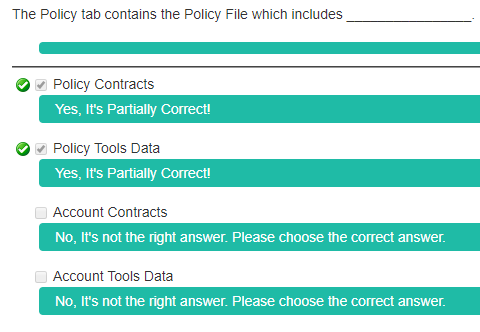 The Policy tab contains the Policy File which includes ________________.
Policy Contracts
Yes, It's Partially Correct!
Policy Tools Data
Yes, It's Partially Correct!
Account Contracts
No, It's not the right answer. Please choose the correct answer.
Account Tools Data
No, It's not the right answer. Please choose the correct answer.